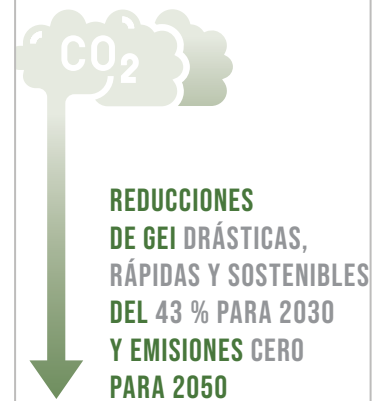 CO2
REDUCCIONES
DE GEI DRÁSTICAS,
RÁPIDAS Y SOSTENIBLES
DEL 43 % PARA 2030
Y EMISIONES CERO
PARA 2050